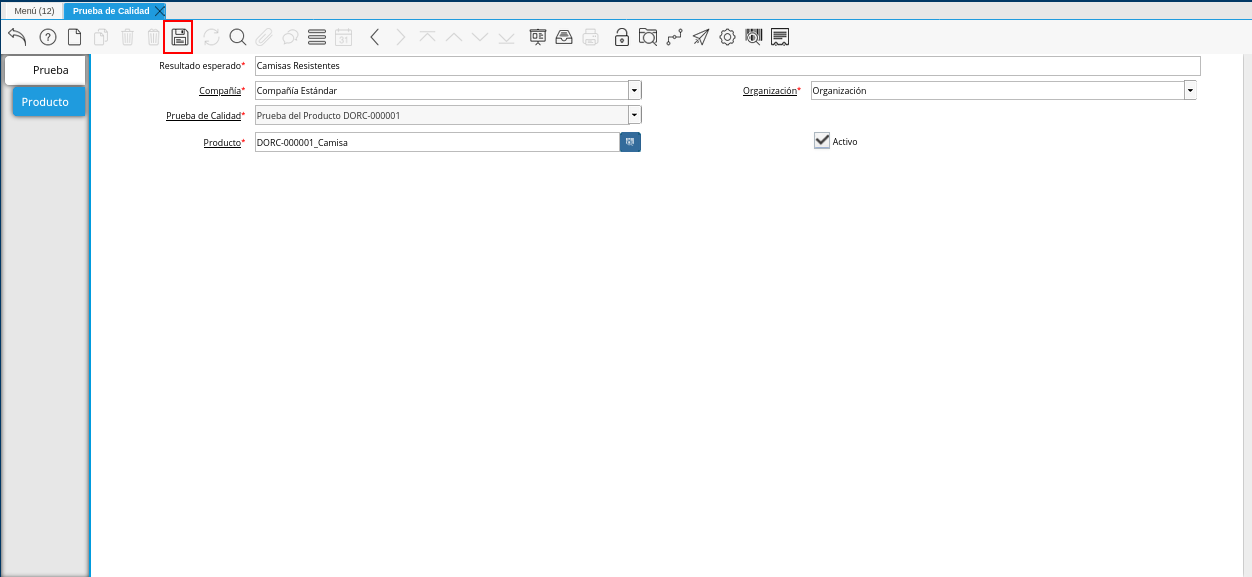 Menú (12) Prueba de Calidad
31
Prueba
Producto
Resultado esperado* Camisas Resistentes
Compañía* Compañía Estándar Organización* Organización
Prueba de Calidad* Prueba del Producto DORC-000001
Producto* DORC-000001_Camisa Activo